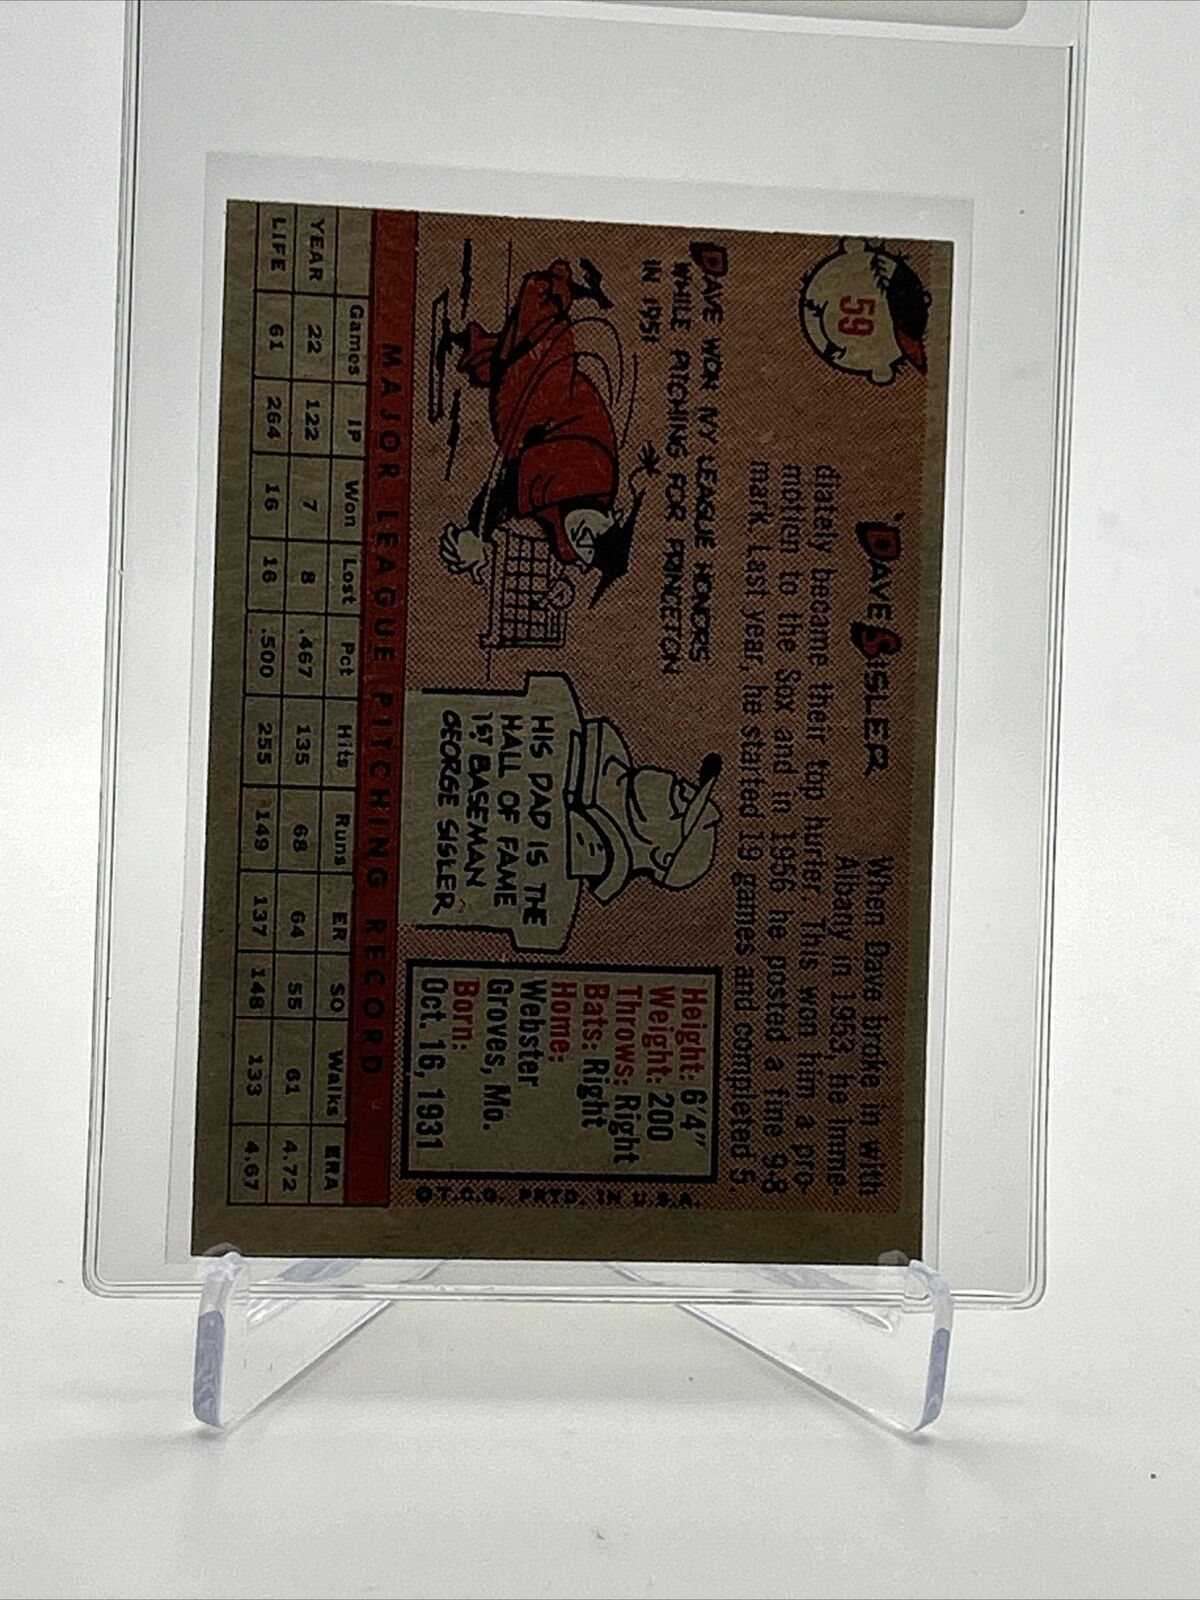 59
DAVE SISLER
When Dave broke in with
Albany in 1953, he imme-
diately became their top hurler. This won him a pro-
motion to the Sox and in 1956 he posted a fine 9-8
mark. Last year, he started 19 games and completed 5.
DAVE WON IVY LEAGUE HONORS
WHILE PITCHING FOR PRINCETON
IN 1951
HIS DAD IS THE
HALL OF FAME
1ST BASEMAN
GEORGE SISLER
Height: 6'4"
Weight: 200
Throws: Right
Bats: Right
Home:
Webster
Groves, Mo.
Born:
Oct. 16, 1931
© T.C.G. PRTD. IN U.S.A.
MAJOR LEAGUE PITCHING RECORD
Games IP Won Lost Pct Hits Runs ER SO Walks ERA
YEAR 22 122 7 8 .467 135 68 64 55 61 4.72
LIFE 61 264 16 16 .500 255 149 137 148 133 4.67